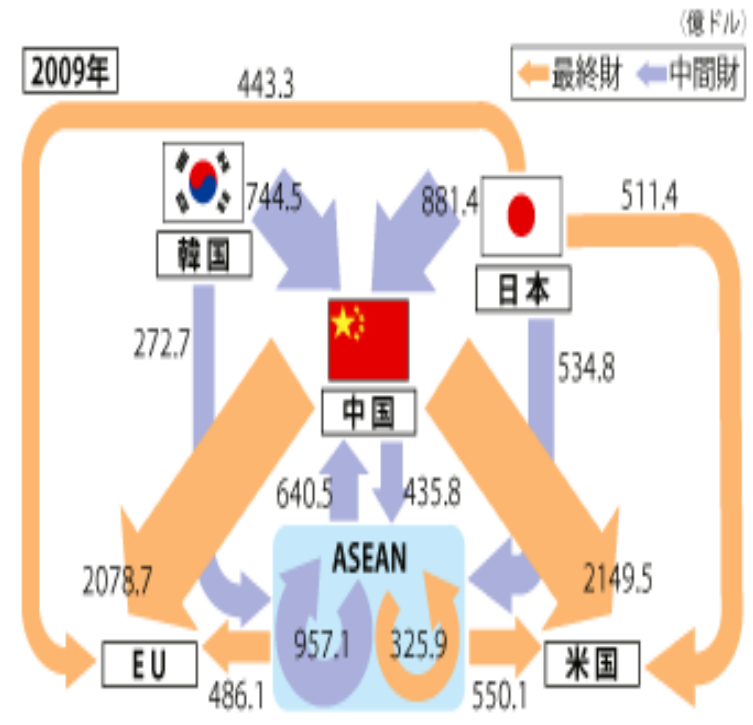 (億ドル)
2009年
最終財 中間財
443.3
744.5
881.4
511.4
韓国
日本
272.7
534.8
中国
640.5
435.8
ASEAN
2078.7
2149.5
957.1
325.9
EU
米国
486.1
550.1